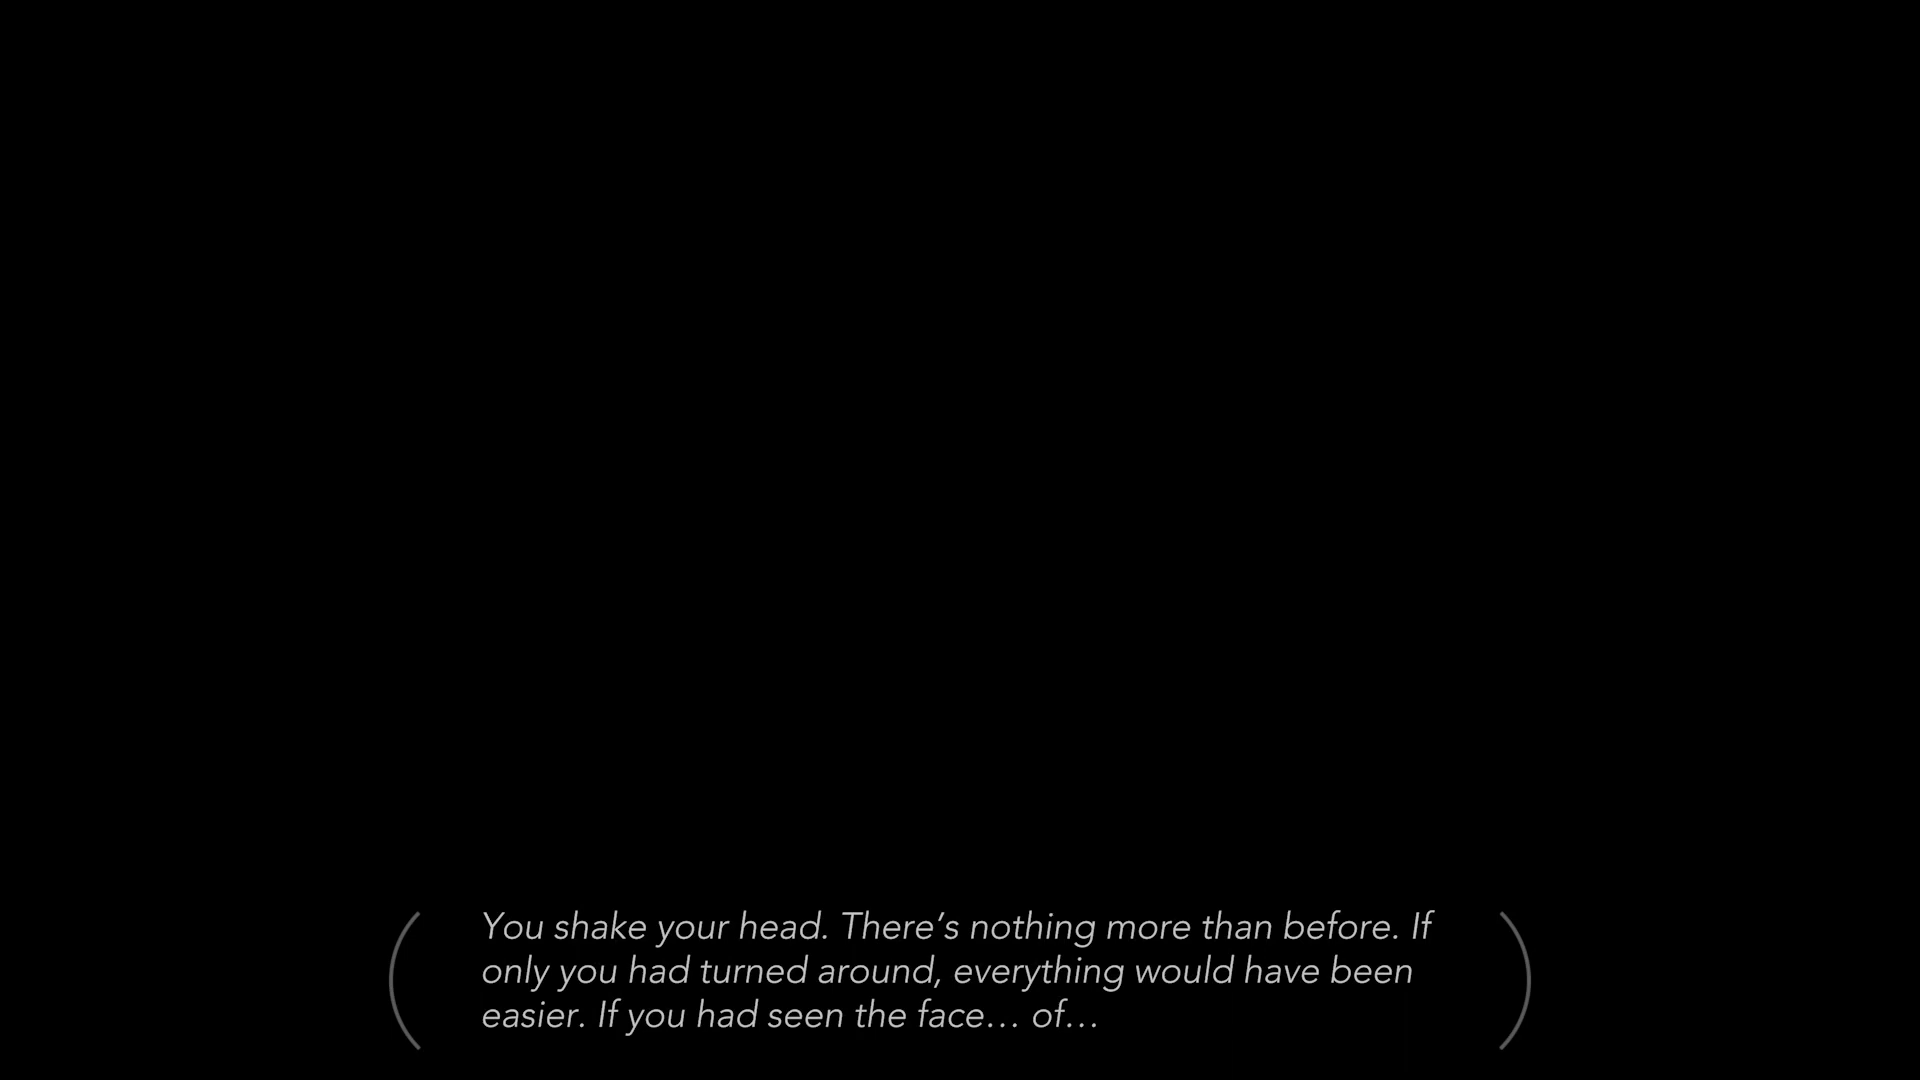 You shake your head. There’s nothing more than before. If
only you had turned around, everything would have been
easier. If you had seen the face… of…